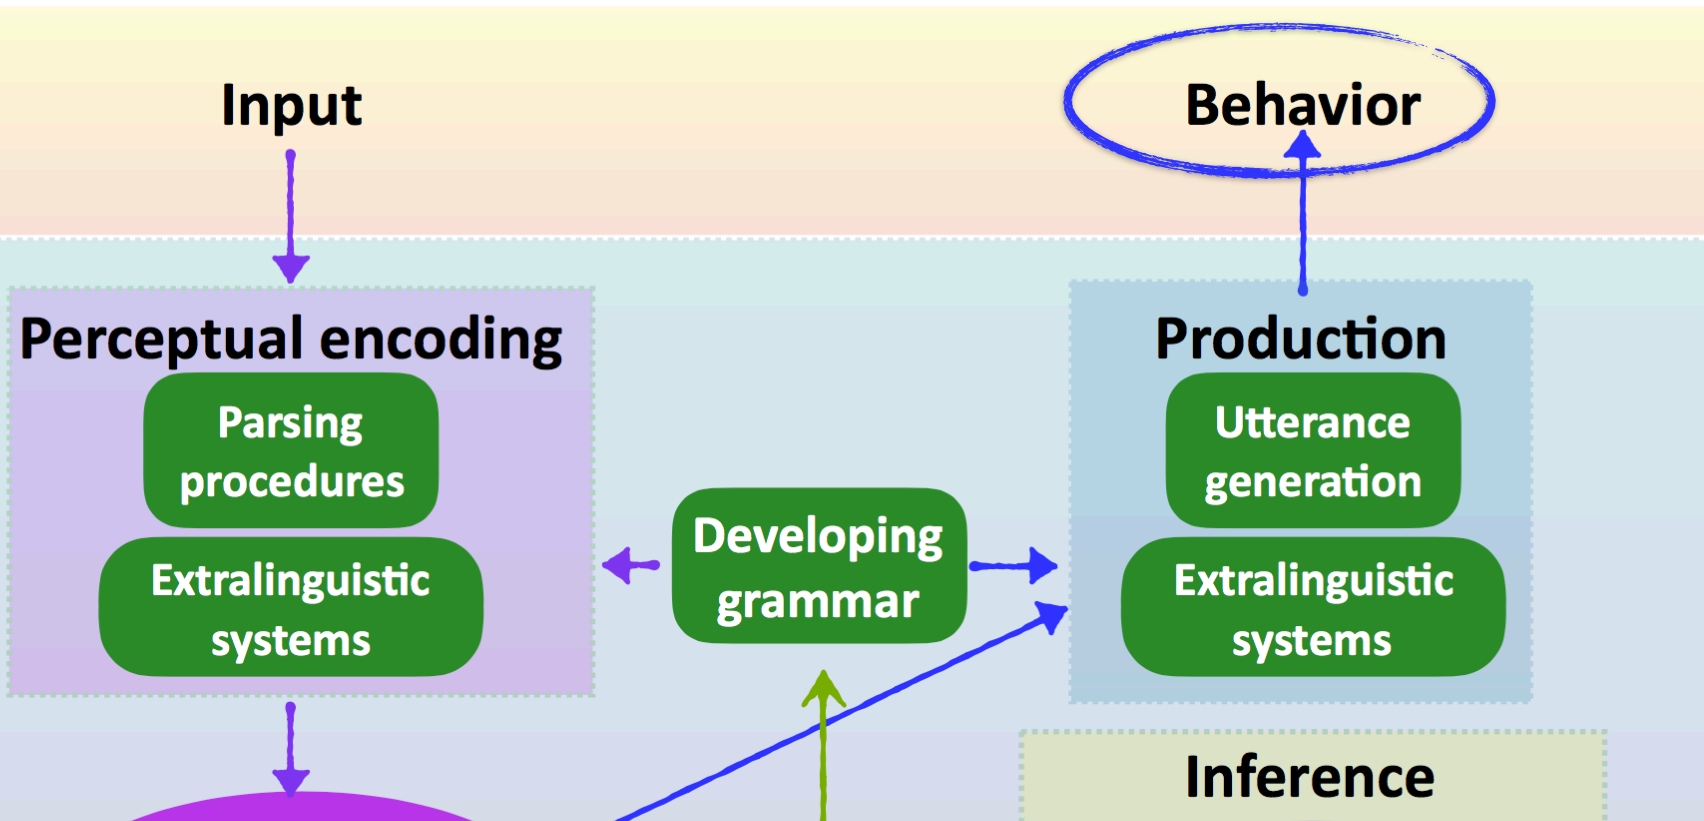 Input
Behavior
Perceptual encoding
Parsing
procedures
Extralinguistic
systems
Developing
grammar
Production
Utterance
generation
Extralinguistic
systems
Inference